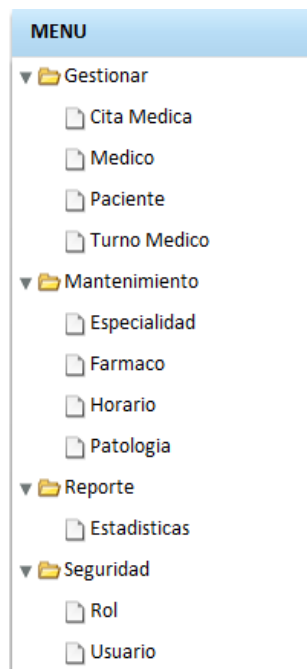 MENU
Gestionar
Cita Medica
Medico
Paciente
Turno Medico
Mantenimiento
Especialidad
Farmaco
Horario
Patologia
Reporte
Estadisticas
Seguridad
Rol
Usuario